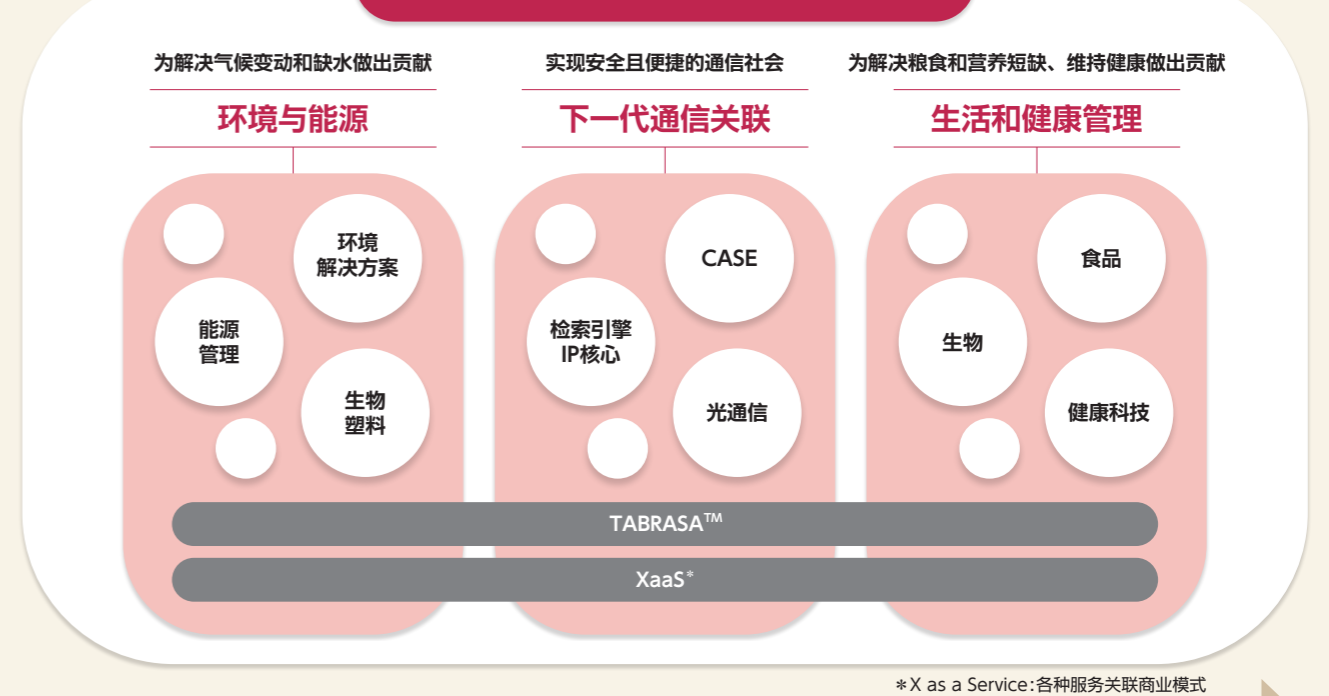 为解决气候变动和缺水做出贡献
环境与能源
环境
解决方案
能源
管理
生物
塑料
实现安全且便捷的通信社会
下一代通信关联
CASE
检索引擎
IP核心
光通信
为解决粮食和营养短缺、维持健康做出贡献
生活和健康管理
食品
生物
健康科技
TABRASA™
XaaS*
*X as a Service:各种服务关联商业模式